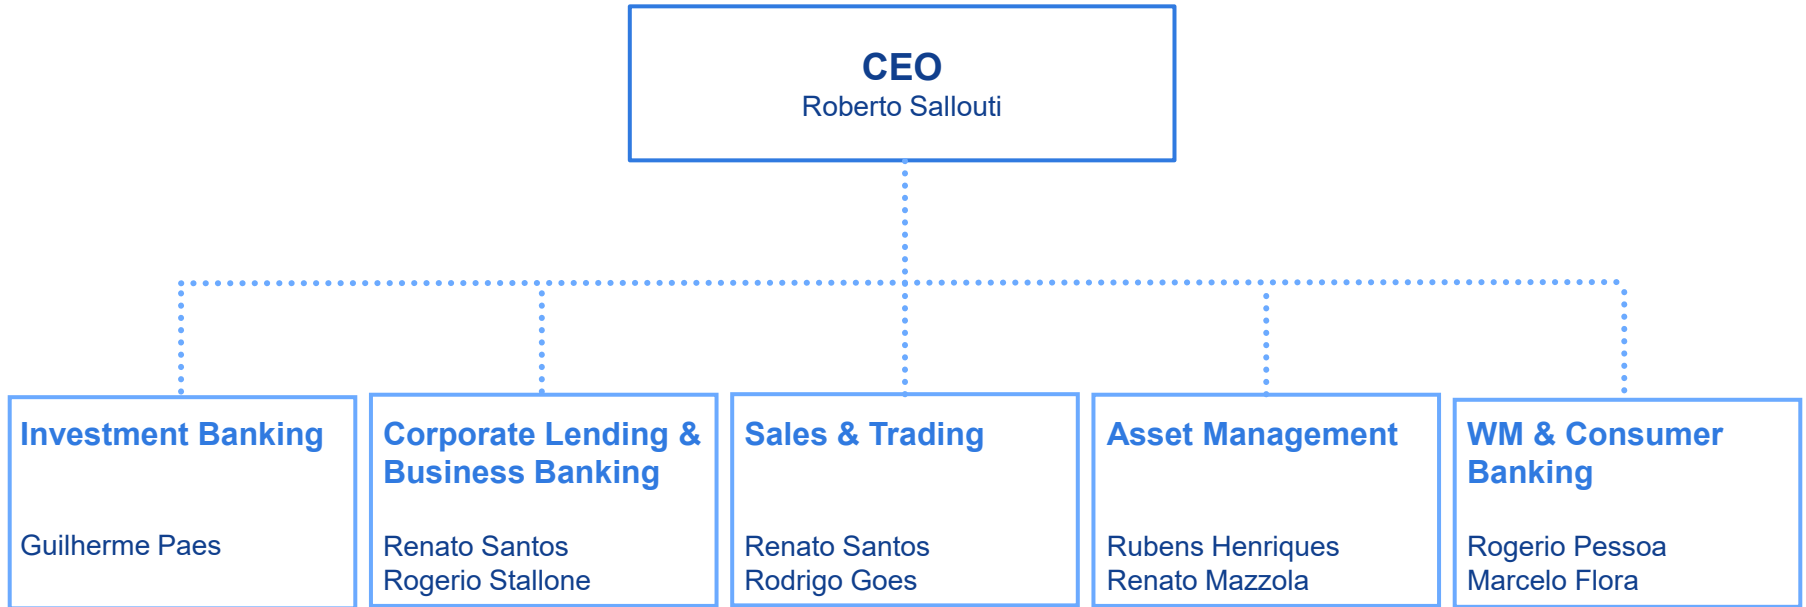 CEO
Roberto Sallouti
Investment Banking
Guilherme Paes
Corporate Lending &
Business Banking
Renato Santos
Rogerio Stallone
Sales & Trading
Renato Santos
Rodrigo Goes
Asset Management
Rubens Henriques
Renato Mazzola
WM & Consumer
Banking
Rogerio Pessoa
Marcelo Flora